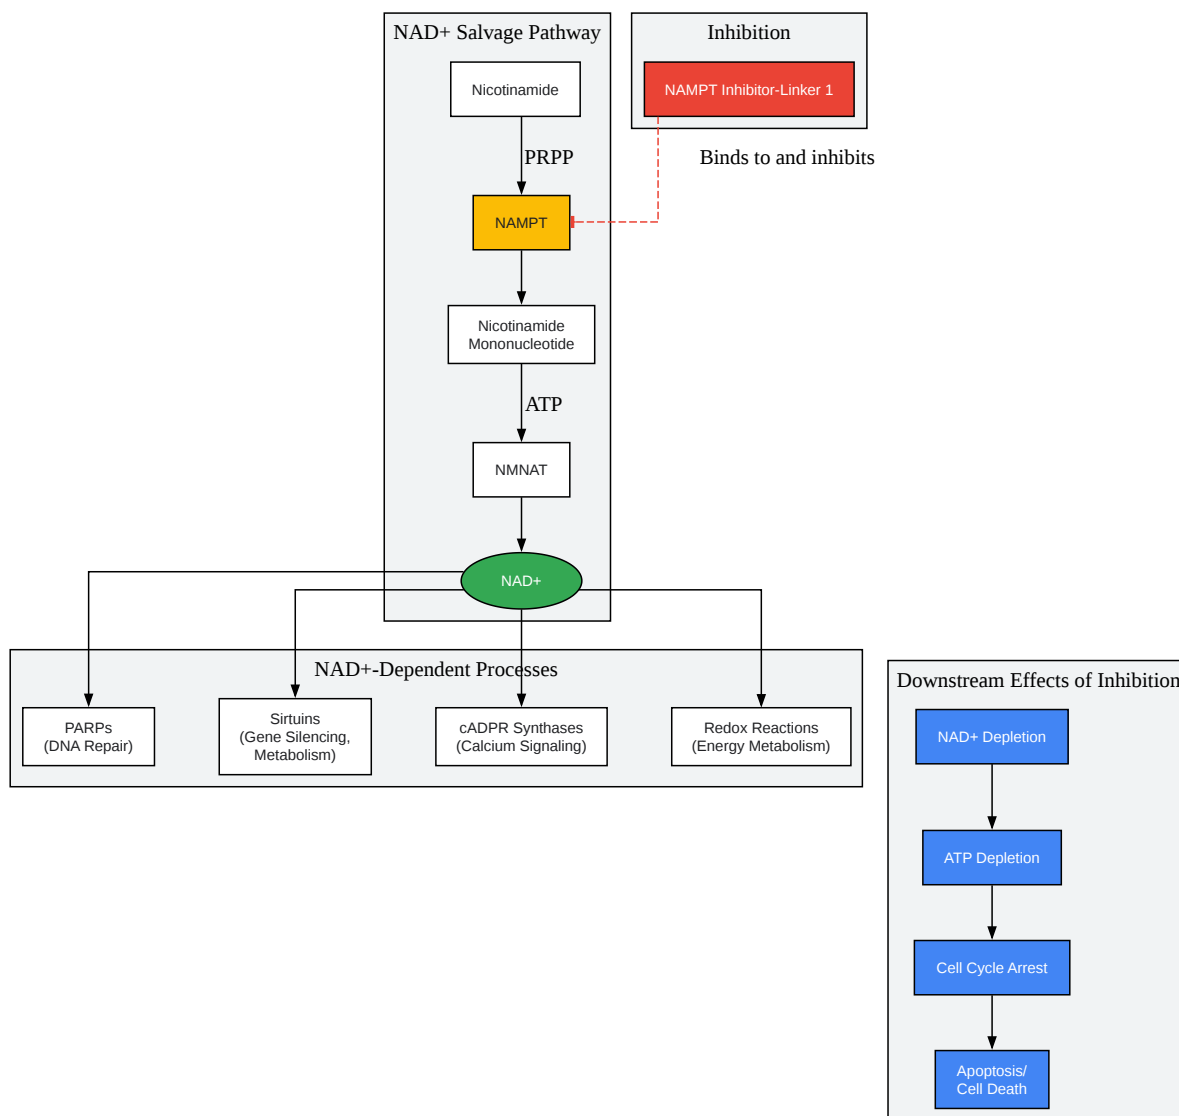 NAD+ Salvage Pathway
Nicotinamide
PRPP
NAMPT
Nicotinamide
Mononucleotide
ATP
NMNAT
NAD+
Inhibition
NAMPT Inhibitor-Linker 1
Binds to and inhibits
NAD+-Dependent Processes
PARPs
(DNA Repair)
Sirtuins
(Gene Silencing,
Metabolism)
cADPR Synthases
(Calcium Signaling)
Redox Reactions
(Energy Metabolism)
Downstream Effects of Inhibition
NAD+ Depletion
ATP Depletion
Cell Cycle Arrest
Apoptosis/
Cell Death